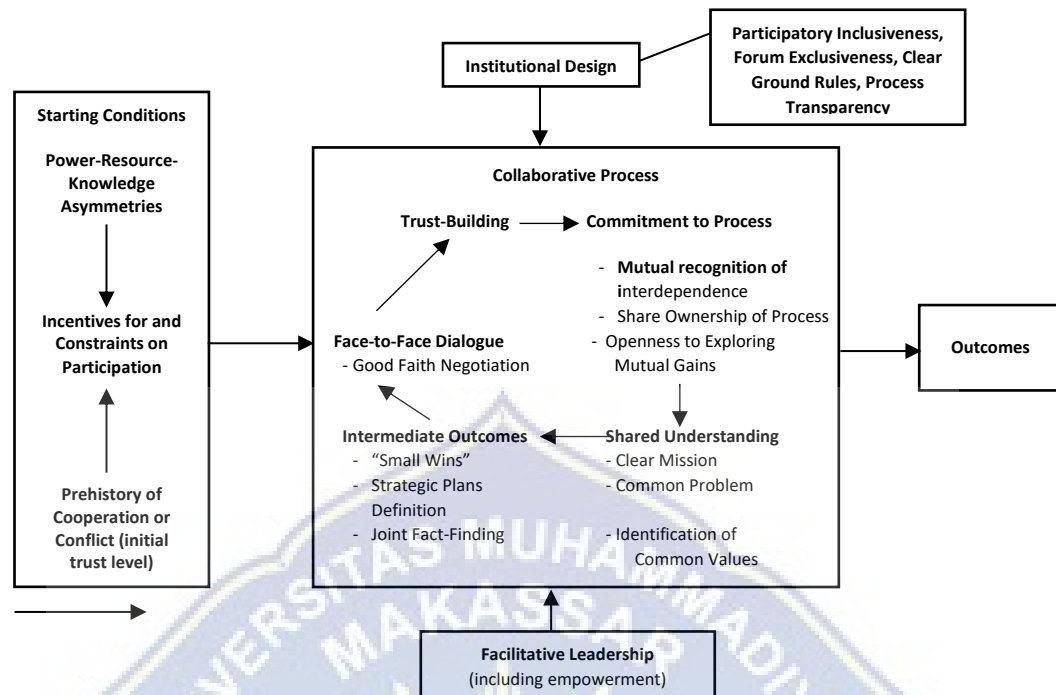 Participatory Inclusiveness,
Forum Exclusiveness, Clear
Ground Rules, Process
Transparency
Institutional Design
Starting Conditions
Power-Resource-
Knowledge
Asymmetries
Incentives for and
Constraints on
Participation
Prehistory of
Cooperation or
Conflict (initial
trust level)
Collaborative Process
Trust-Building
Commitment to Process
- Mutual recognition of
interdependence
- Share Ownership of Process
- Openness to Exploring
Mutual Gains
Face-to-Face Dialogue
- Good Faith Negotiation
Intermediate Outcomes
- “Small Wins”
- Strategic Plans
Definition
- Joint Fact-Finding
Shared Understanding
- Clear Mission
- Common Problem
- Identification of
Common Values
Outcomes
Facilitative Leadership
(including empowerment)
MUHAMMADI
MAKASSAR